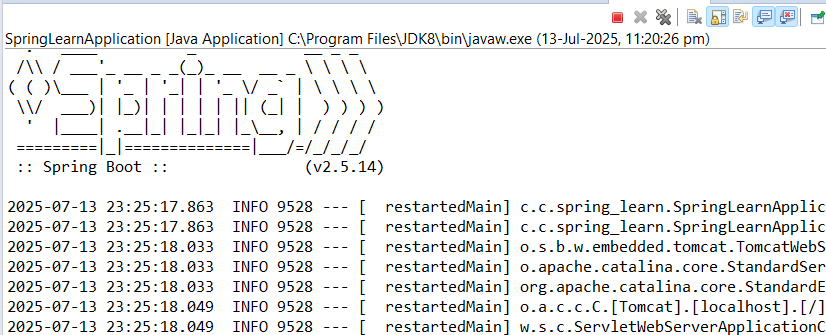 SpringLearnApplication [Java Application] C:\Program Files\JDK8\bin\javaw.exe (13-Jul-2025, 11:20:26 pm)
 /\\ / ___'_ __ _ _(_)_ __  __ _ \ \ \ \
( ( )\___ | '_ | '_| | '_ \/ _` | \ \ \ \
 \\/  ___)| |_)| | | | | || (_| |  ) ) ) )
  '  |____| .__|_| |_|_| |_\__, | / / / /
 =========|_|==============|___/=/_/_/_/
 :: Spring Boot ::               (v2.5.14)
2025-07-13 23:25:17.863  INFO 9528 --- [  restartedMain] c.c.spring_learn.SpringLearnApplic
2025-07-13 23:25:17.863  INFO 9528 --- [  restartedMain] c.c.spring_learn.SpringLearnApplic
2025-07-13 23:25:18.033  INFO 9528 --- [  restartedMain] o.s.b.w.embedded.tomcat.TomcatWebS
2025-07-13 23:25:18.033  INFO 9528 --- [  restartedMain] o.apache.catalina.core.StandardSer
2025-07-13 23:25:18.033  INFO 9528 --- [  restartedMain] org.apache.catalina.core.StandardE
2025-07-13 23:25:18.049  INFO 9528 --- [  restartedMain] o.a.c.c.C.[Tomcat].[localhost].[/]
2025-07-13 23:25:18.049  INFO 9528 --- [  restartedMain] w.s.c.ServletWebServerApplicationC